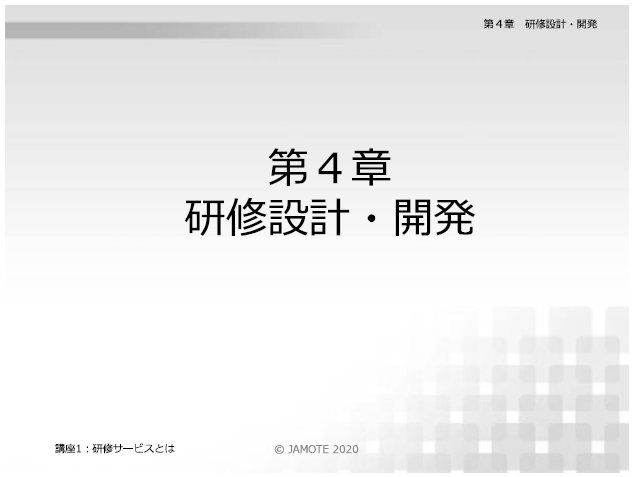 第４章　研修設計・開発
第４章
研修設計・開発
講座1：研修サービスとは
© JAMOTE 2020